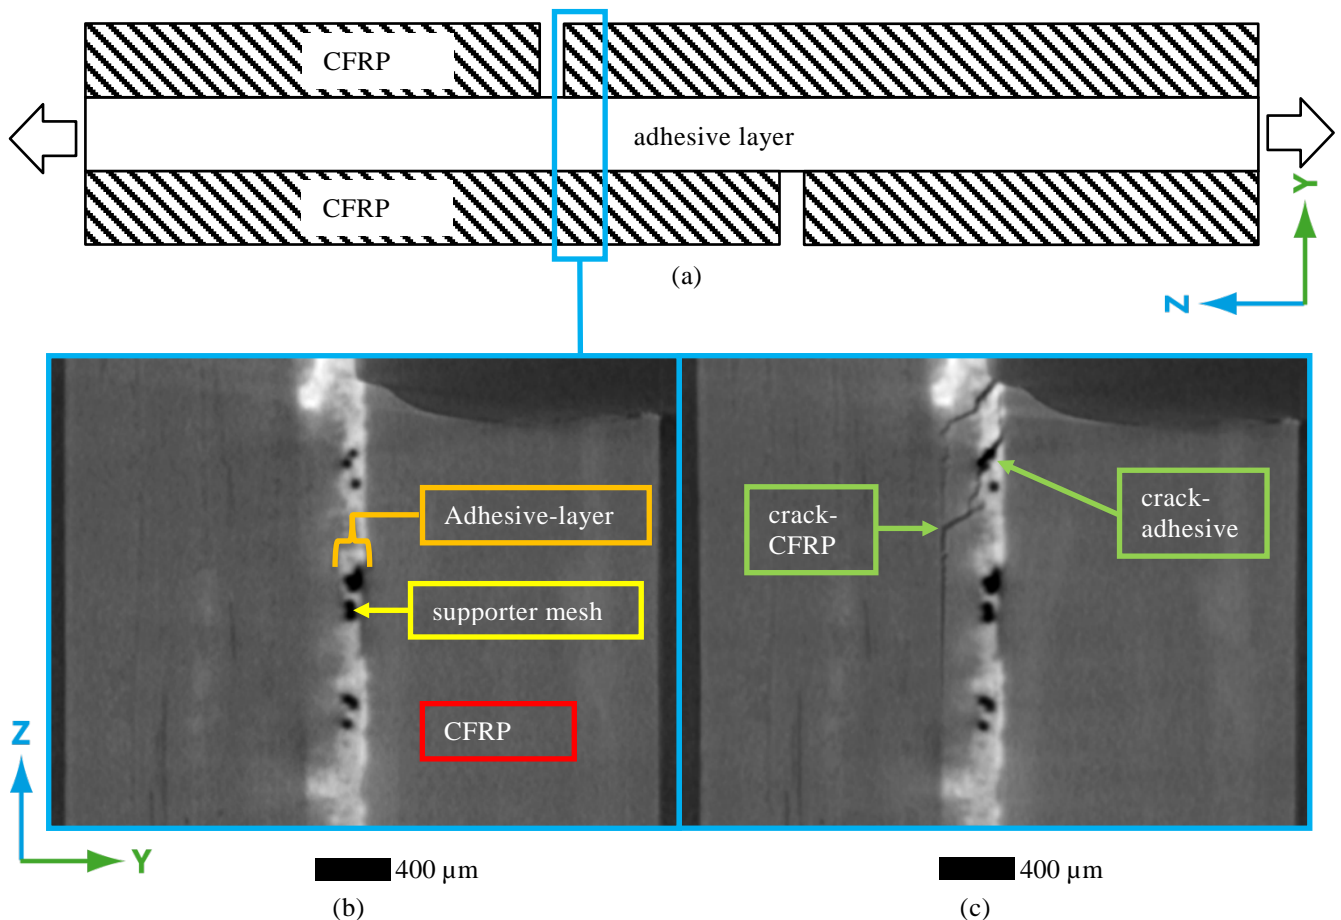 CFRP
adhesive layer
CFRP
Y
Z
(a)
Adhesive-layer
supporter mesh
CFRP
crack-
CFRP
crack-
adhesive
Z
Y
400 µm
400 µm
(b)
(c)